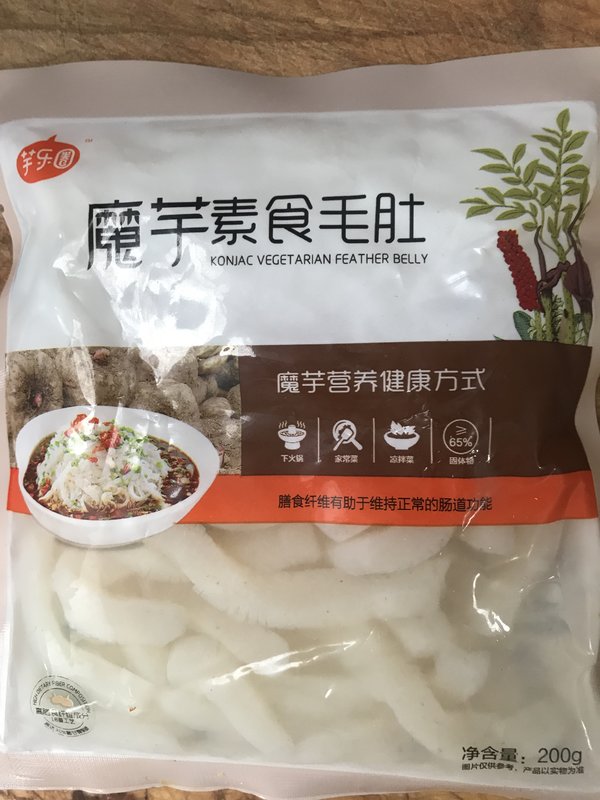 芋乐圈
TM
魔芋素食毛肚
KONJAC VEGETARIAN FEATHER BELLY
魔芋营养健康方式
≥
65%
下火锅 家常菜 凉拌菜 固体物
膳食纤维有助于维持正常的肠道功能
净含量：200g
图片仅供参考，产品以实物为准